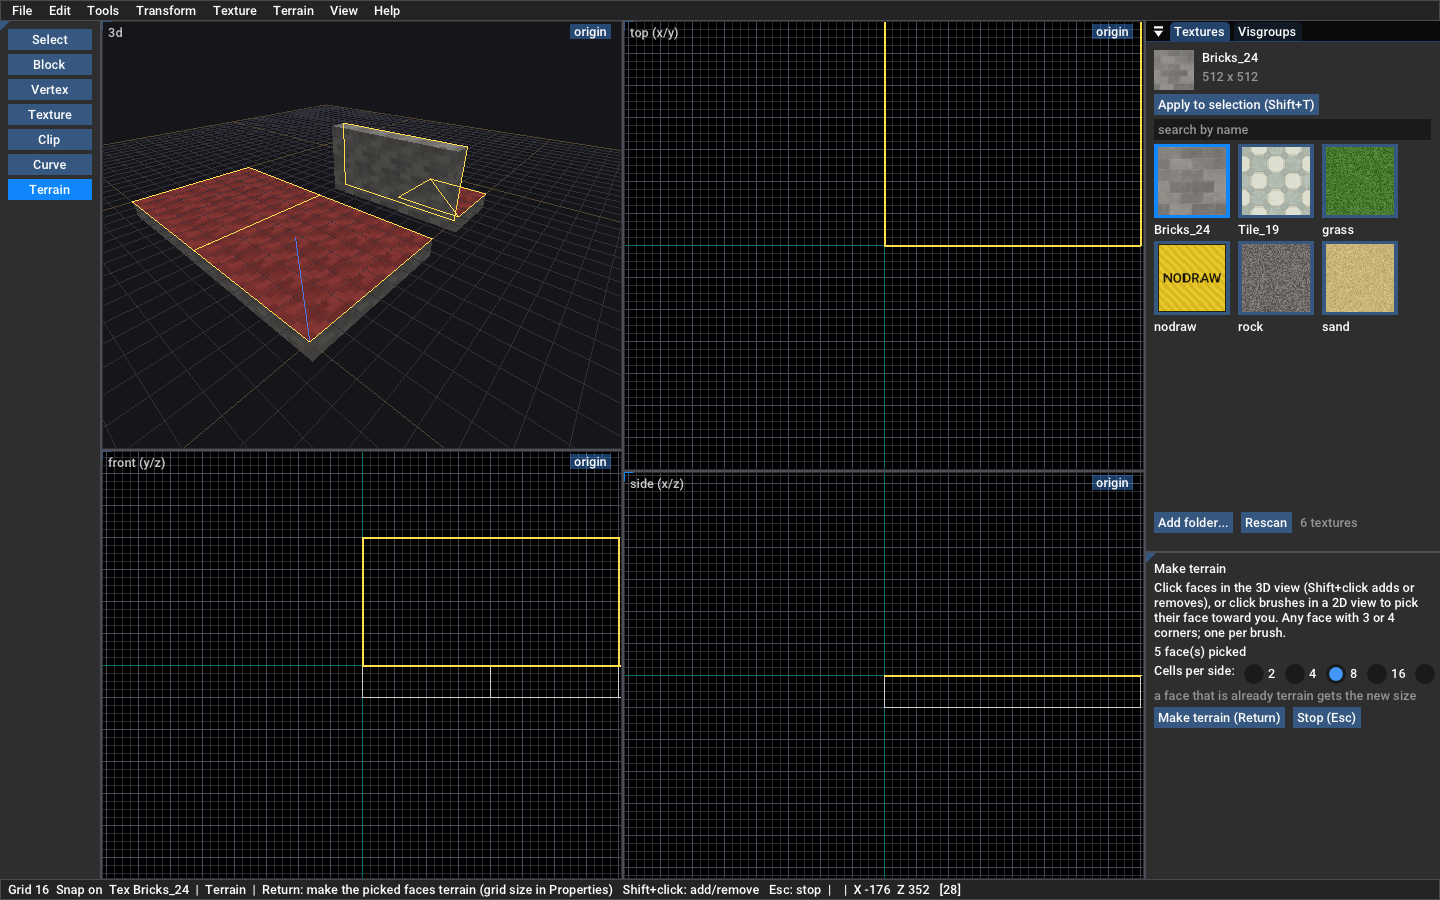 File Edit Tools Transform Texture Terrain View Help
Select
Block
Vertex
Texture
Clip
Curve
Terrain
3d
origin
top (x/y)
origin
front (y/z)
origin
side (x/z)
origin
Textures Visgroups
Bricks_24
512 x 512
Apply to selection (Shift+T)
search by name
Bricks_24 Tile_19 grass
NODRAW
nodraw rock sand
Add folder... Rescan 6 textures
Make terrain
Click faces in the 3D view (Shift+click adds or
removes), or click brushes in a 2D view to pick
their face toward you. Any face with 3 or 4
corners; one per brush.
5 face(s) picked
Cells per side: 2 4 8 16
a face that is already terrain gets the new size
Make terrain (Return) Stop (Esc)
Grid 16 Snap on Tex Bricks_24 | Terrain | Return: make the picked faces terrain (grid size in Properties) Shift+click: add/remove Esc: stop | | X -176 Z 352 [28]